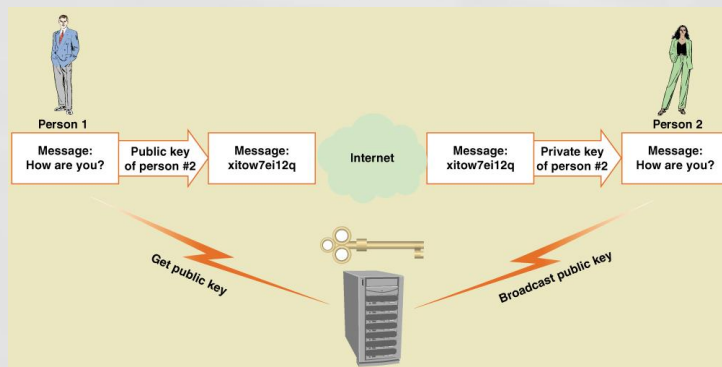 Person 1
Person 2
Message:
How are you?
Public key
of person #2
Message:
xitow7ei12q
Internet
Message:
xitow7ei12q
Private key
of person #2
Message:
How are you?
Get public key
Broadcast public key